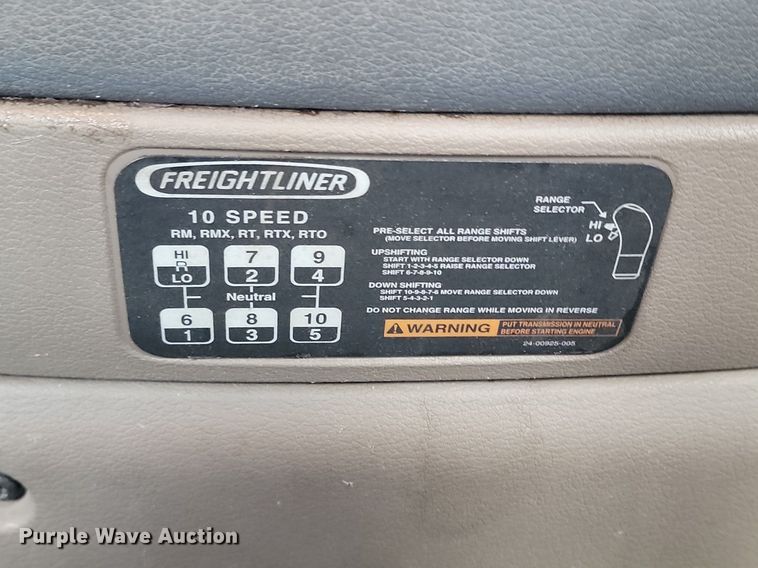 FREIGHTLINER
10 SPEED
RM, RMX, RT, RTX, RTO
HI
R
LO
7
2
9
4
Neutral
6
1
8
3
10
5
RANGE
SELECTOR
HI
LO
PRE-SELECT ALL RANGE SHIFTS
(MOVE SELECTOR BEFORE MOVING SHIFT LEVER)
UPSHIFTING
START WITH RANGE SELECTOR DOWN
SHIFT 1-2-3-4-5 RAISE RANGE SELECTOR
SHIFT 6-7-8-9-10
DOWN SHIFTING
SHIFT 10-9-8-7-6 MOVE RANGE SELECTOR DOWN
SHIFT 5-4-3-2-1
DO NOT CHANGE RANGE WHILE MOVING IN REVERSE
WARNING
PUT TRANSMISSION IN NEUTRAL
BEFORE STARTING ENGINE
24-00925-005
Purple Wave Auction